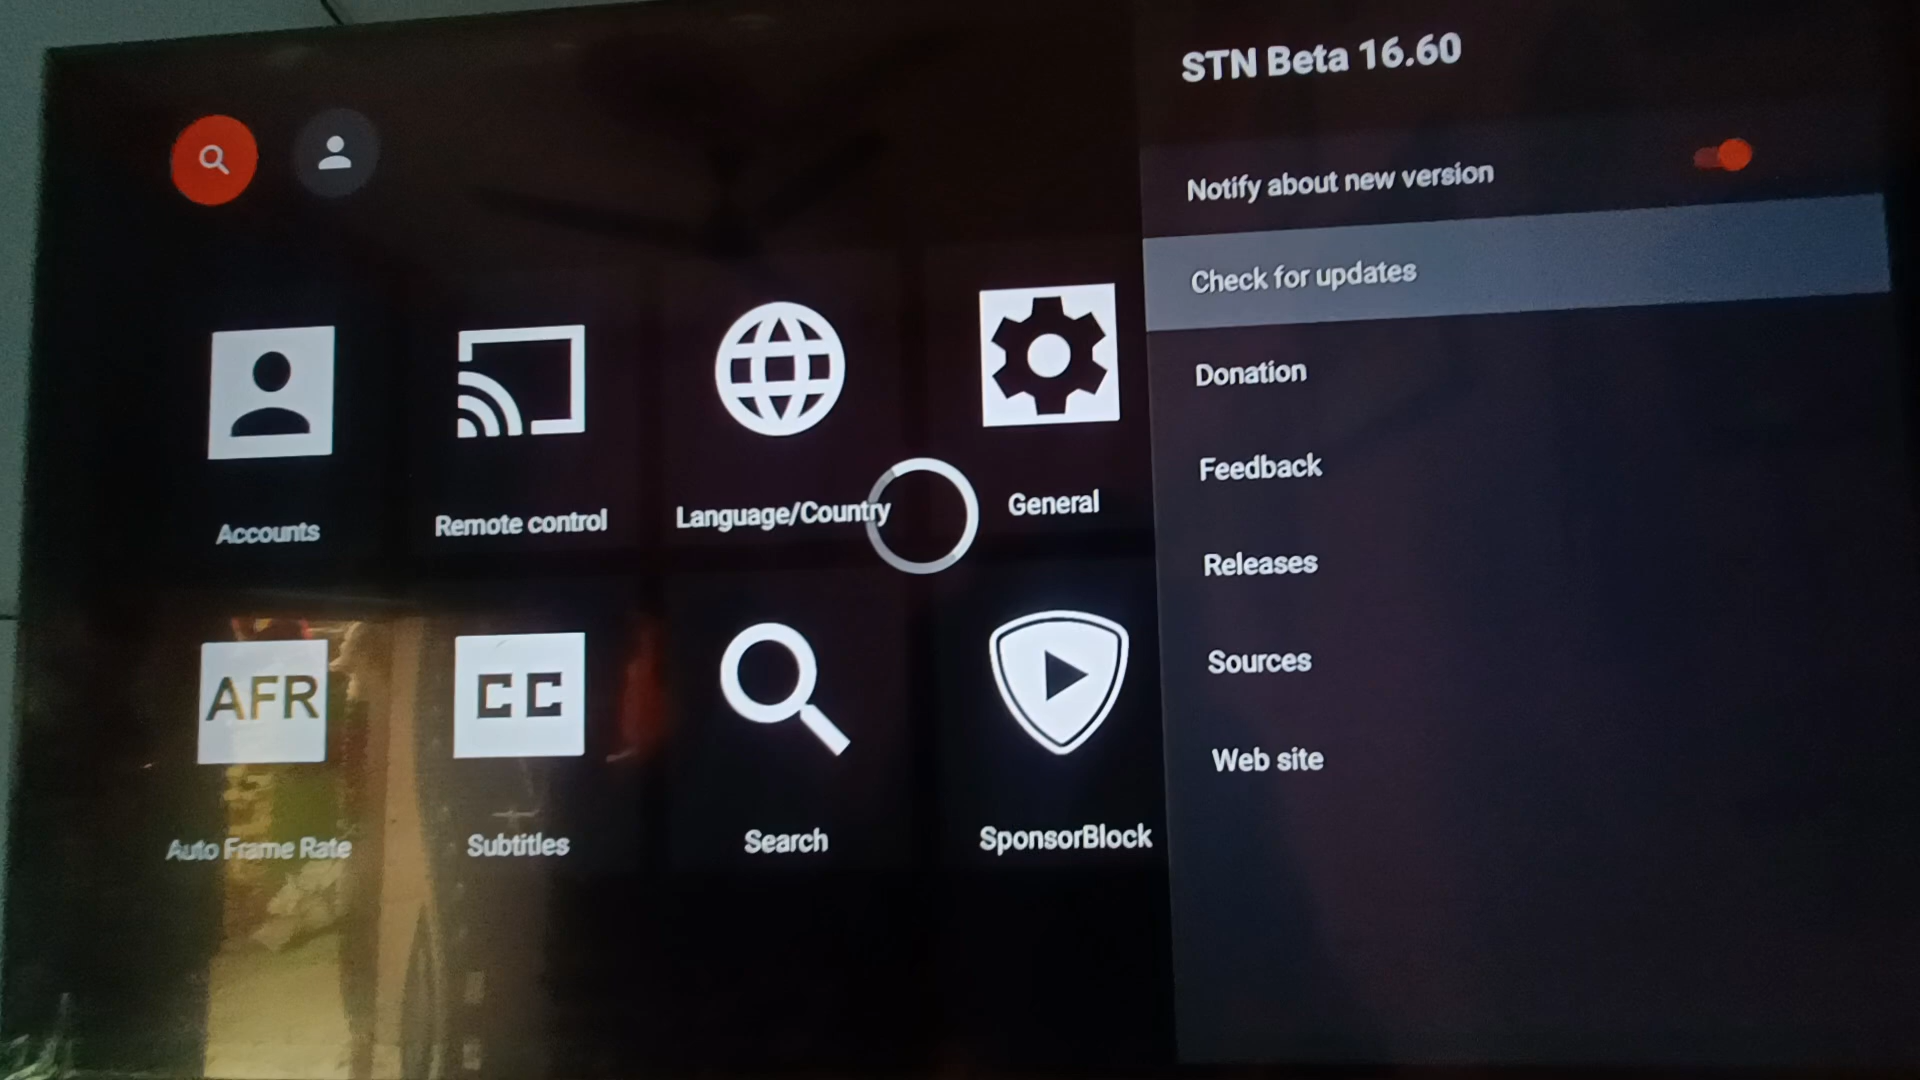 STN Beta 16.60
Notify about new version
Check for updates
Donation
Feedback
Releases
Sources
Web site
Accounts
Remote control
Language/Country
General
AFR
CC
Auto Frame Rate
Subtitles
Search
SponsorBlock